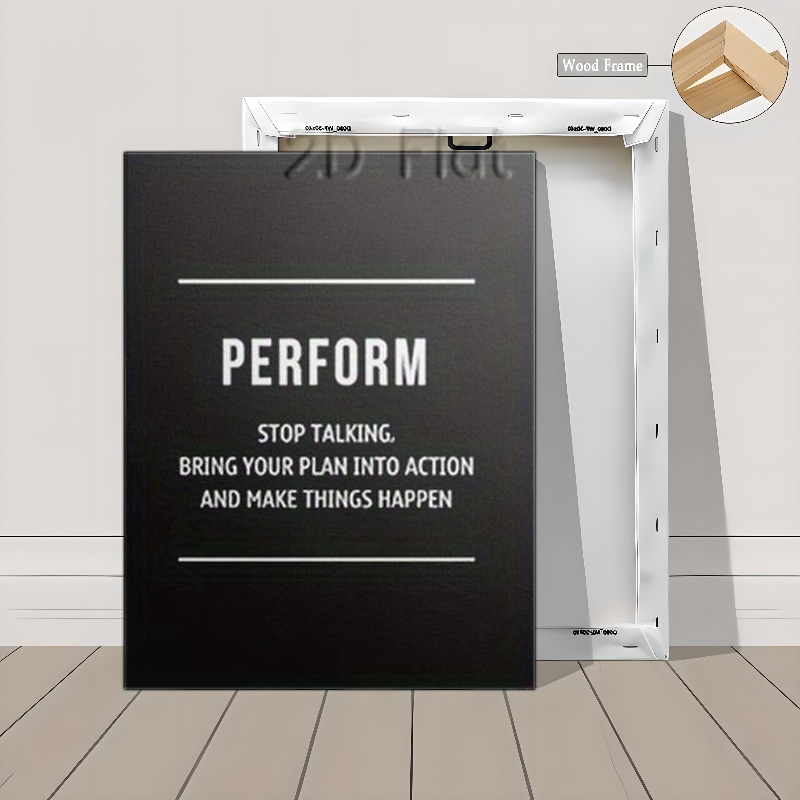 Wood Frame
2D Flat
PERFORM
STOP TALKING,
BRING YOUR PLAN INTO ACTION
AND MAKE THINGS HAPPEN